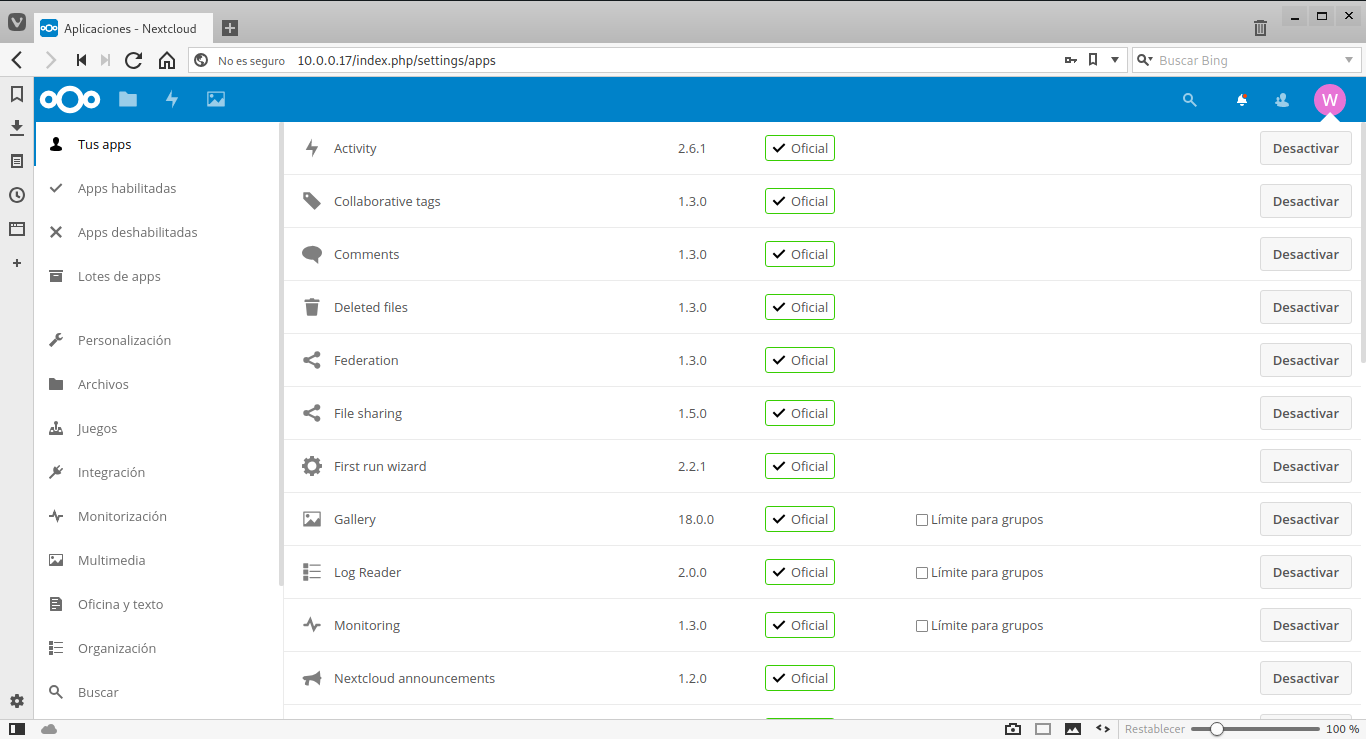 Aplicaciones - Nextcloud
No es seguro 10.0.0.17/index.php/settings/apps
Buscar Bing
W
Tus apps
Apps habilitadas
Apps deshabilitadas
Lotes de apps
Personalización
Archivos
Juegos
Integración
Monitorización
Multimedia
Oficina y texto
Organización
Buscar
Activity 2.6.1 Oficial Desactivar
Collaborative tags 1.3.0 Oficial Desactivar
Comments 1.3.0 Oficial Desactivar
Deleted files 1.3.0 Oficial Desactivar
Federation 1.3.0 Oficial Desactivar
File sharing 1.5.0 Oficial Desactivar
First run wizard 2.2.1 Oficial Desactivar
Gallery 18.0.0 Oficial Límite para grupos Desactivar
Log Reader 2.0.0 Oficial Límite para grupos Desactivar
Monitoring 1.3.0 Oficial Límite para grupos Desactivar
Nextcloud announcements 1.2.0 Oficial Desactivar
Restablecer 100 %